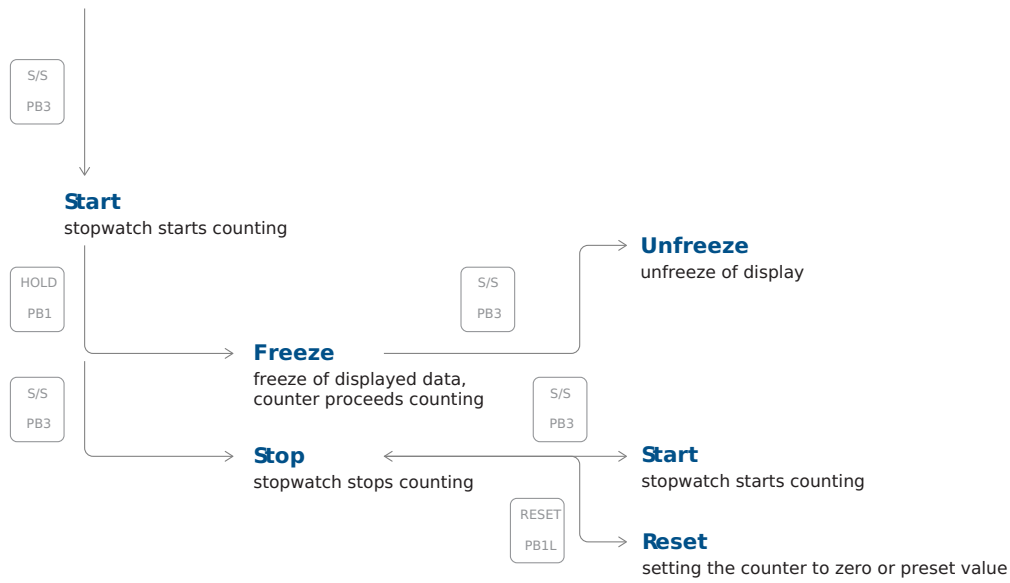 S/S
PB3
Start
stopwatch starts counting
HOLD
PB1
S/S
PB3
Unfreeze
unfreeze of display
Freeze
freeze of displayed data,
counter proceeds counting
S/S
PB3
S/S
PB3
Stop
stopwatch stops counting
Start
stopwatch starts counting
RESET
PB1L
Reset
setting the counter to zero or preset value